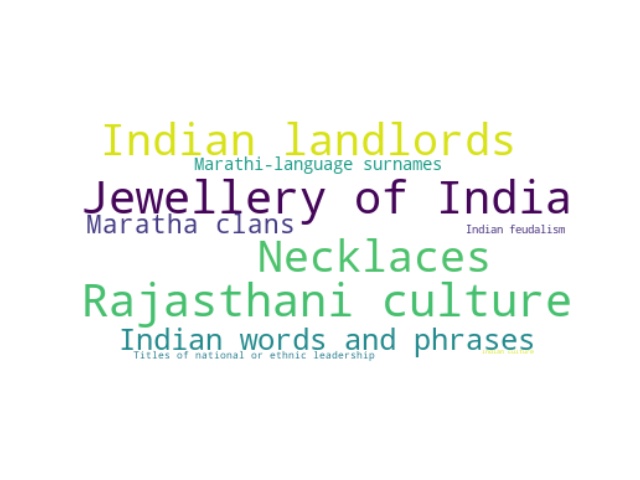 Indian landlords
Marathi-language surnames
Jewellery of India
Maratha clans
Indian feudalism
Necklaces
Rajasthani culture
Indian words and phrases
Titles of national or ethnic leadership